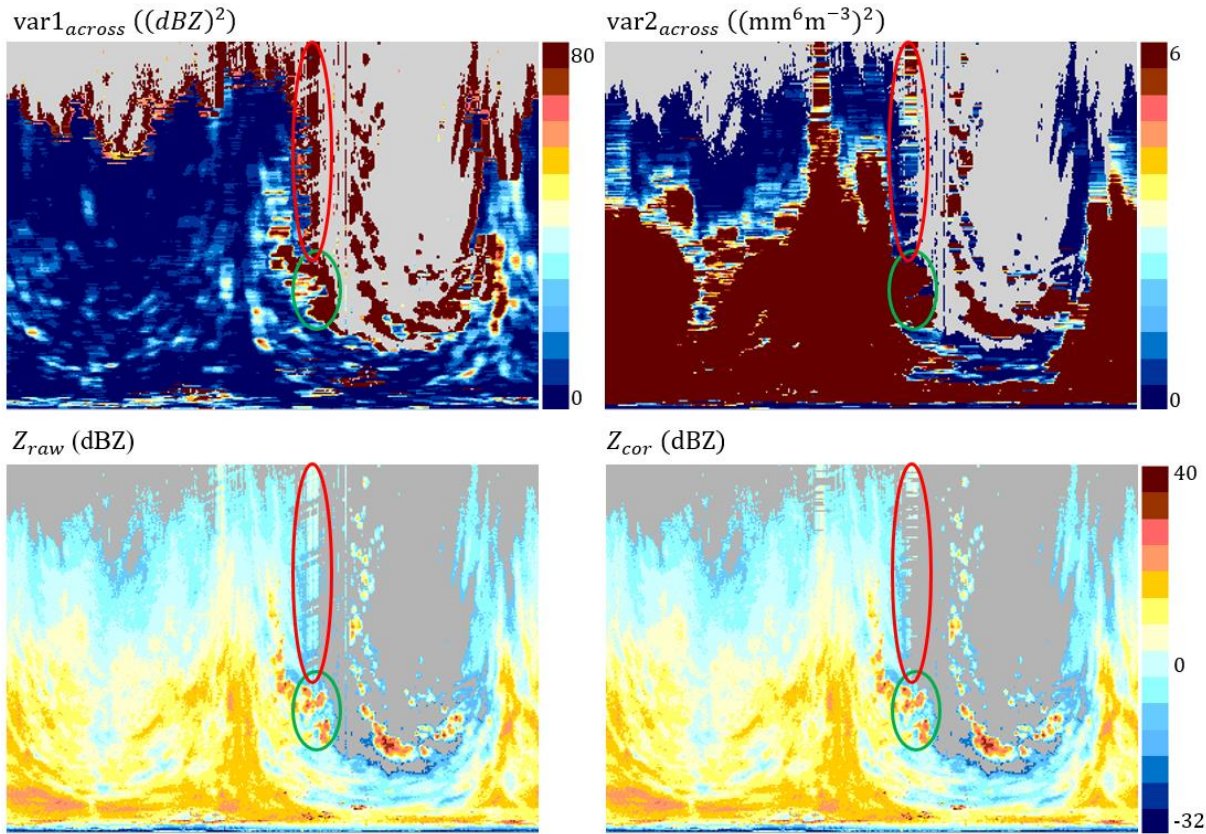 var1across ((dBZ)²)
var2across ((mm⁶m⁻³)²)
80
0
6
0
Zraw (dBZ)
Zcor (dBZ)
40
0
-32